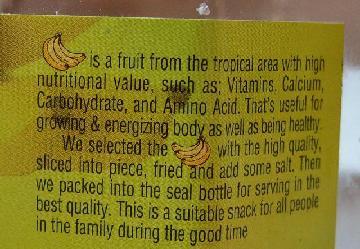 is a fruit from the tropical area with high
nutritional value, such as; Vitamins, Calcium,
Carbohydrate, and Amino Acid. That's useful for
growing & energizing body as well as being healthy.
We selected the with the high quality,
sliced into piece, fried and add some salt. Then
we packed into the seal bottle for serving in the
best quality. This is a suitable snack for all people
in the family during the good time